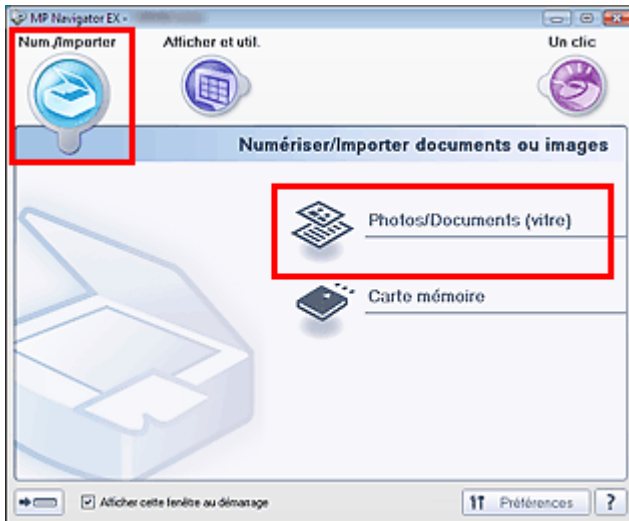 MP Navigator EX -
Num./Importer
Afficher et util.
Un clic
Numériser/Importer documents ou images
Photos/Documents (vitre)
Carte mémoire
Afficher cette fenêtre au démarrage
Préférences
?